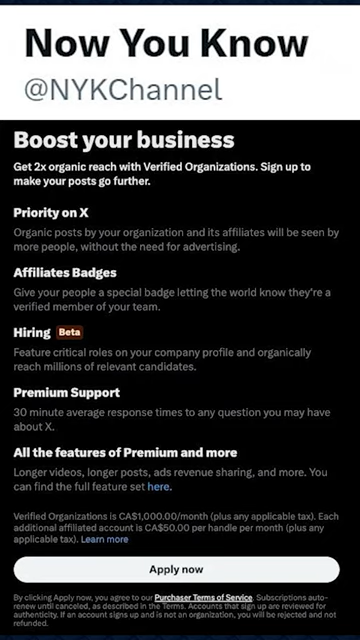 Now You Know
@NYKChannel
Boost your business
Get 2x organic reach with Verified Organizations. Sign up to
make your posts go further.
Priority on X
Organic posts by your organization and its affiliates will be seen by
more people, without the need for advertising.
Affiliates Badges
Give your people a special badge letting the world know they're a
verified member of your team.
Hiring Beta
Feature critical roles on your company profile and organically
reach millions of relevant candidates.
Premium Support
30 minute average response times to any question you may have
about X.
All the features of Premium and more
Longer videos, longer posts, ads revenue sharing, and more. You
can find the full feature set here.
Verified Organizations is CA$1,000.00/month (plus any applicable tax). Each
additional affiliated account is CA$50.00 per handle per month (plus any
applicable tax). Learn more
Apply now
By clicking Apply now, you agree to our Purchaser Terms of Service. Subscriptions auto-
renew until canceled, as described in the Terms. Accounts that sign up are reviewed for
authenticity. If an account signs up and is not an organization, you will be rejected and not
refunded.